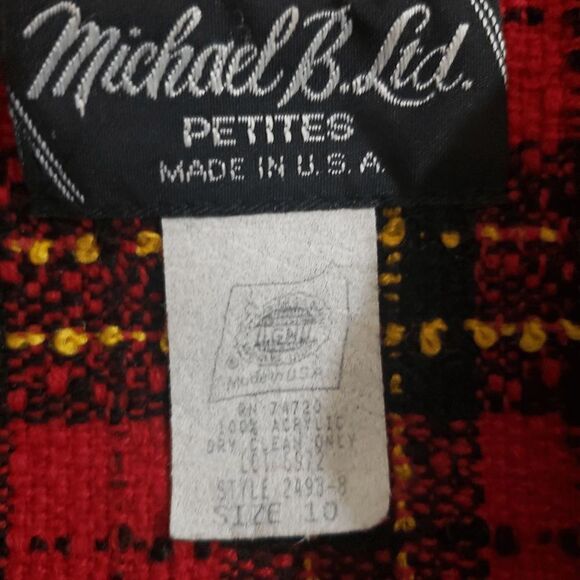 Michael B. Ltd.
PETITES
MADE IN U.S.A.
®
Made in U.S.A.
RN 74720
100% ACRYLIC
DRY CLEAN ONLY
STYLE 2493-8
SIZE 10